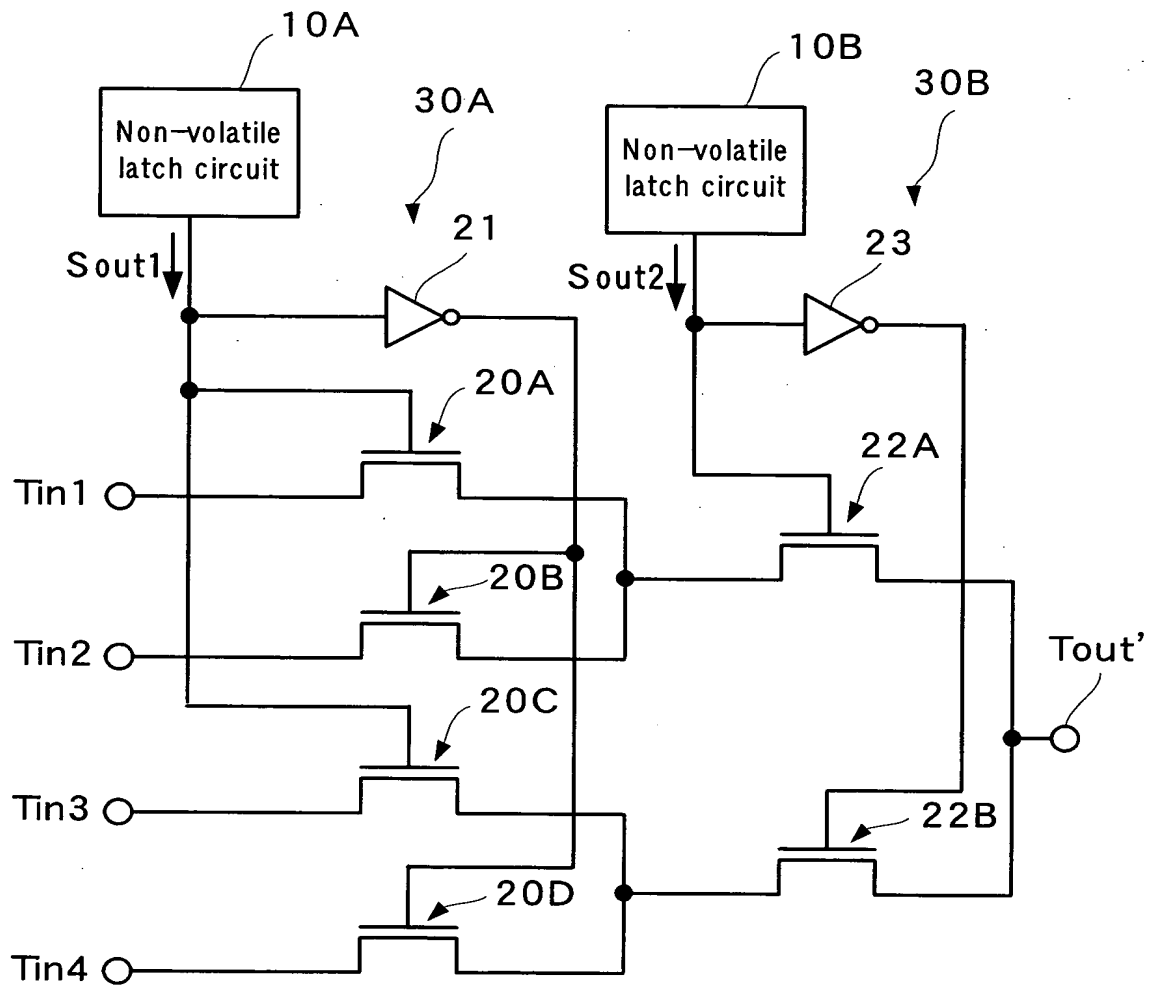 10A
10B
30A
30B
Non-volatile
latch circuit
Non-volatile
latch circuit
21
23
Sout1
Sout2
20A
22A
Tin1
20B
Tin2
Tout'
20C
Tin3
22B
20D
Tin4